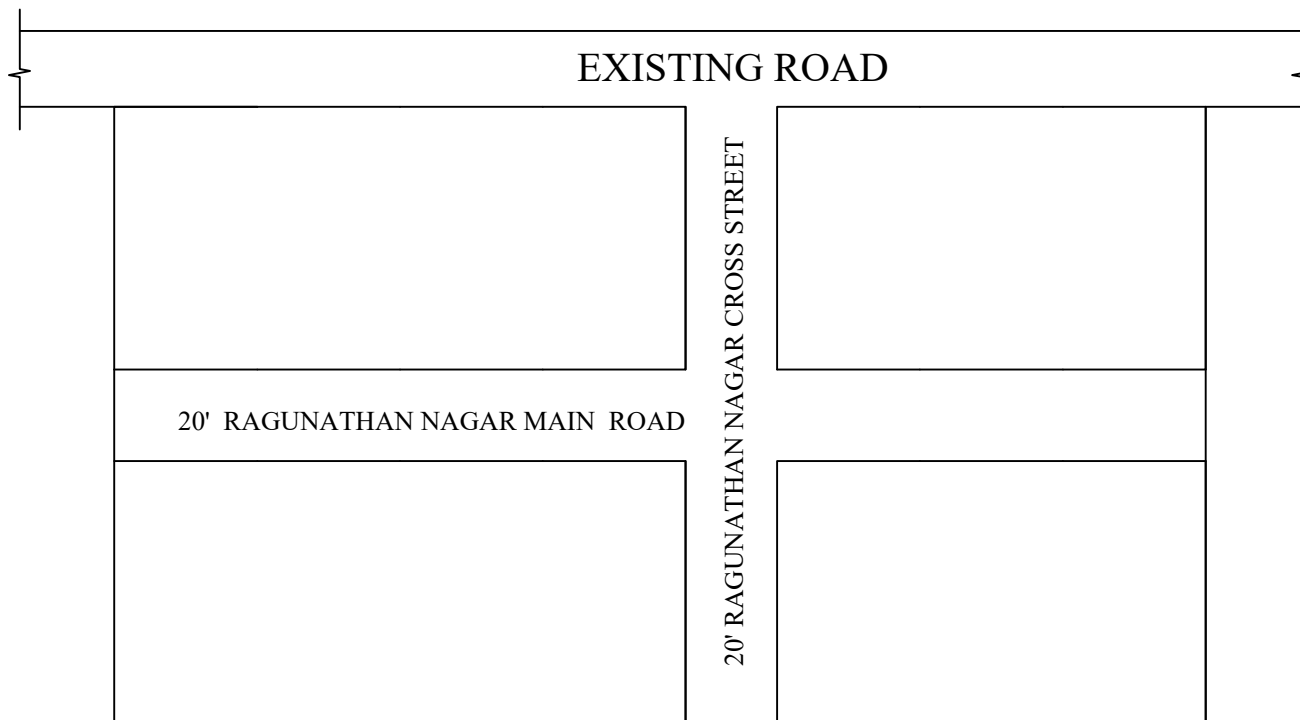 EXISTING ROAD
20' RAGUNATHAN NAGAR CROSS STREET
20' RAGUNATHAN NAGAR MAIN ROAD